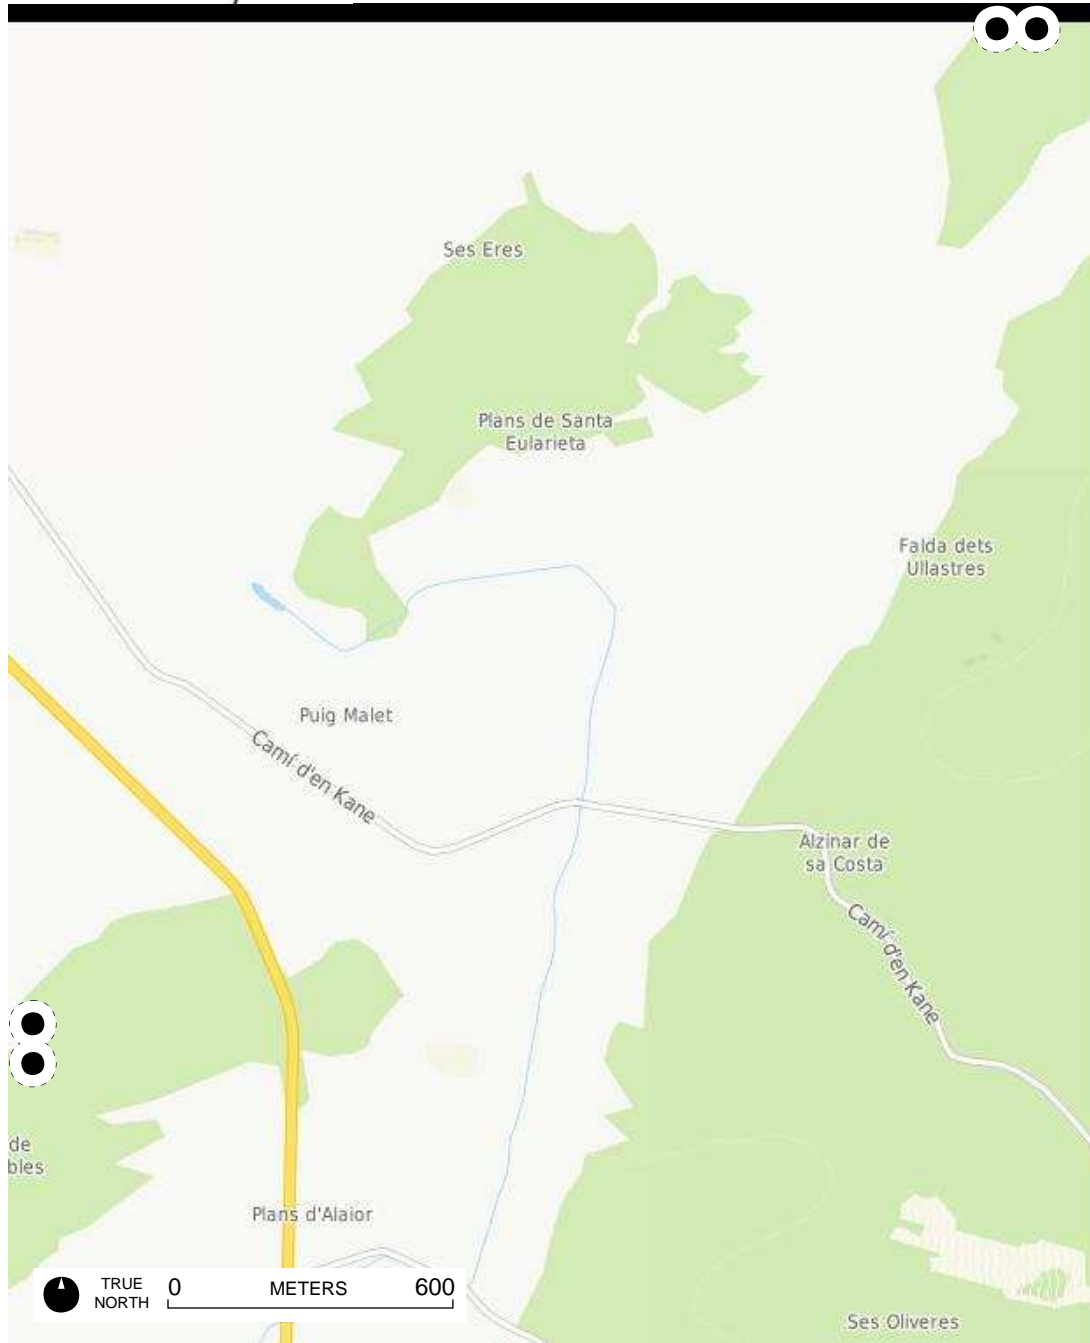 Ses Eres
Plans de Santa
Eularieta
Falda dets
Ullastres
Puig Malet
Camí d'en Kane
Alzinar de
sa Costa
Camí d'en Kane
de
bles
Plans d'Alaior
TRUE
NORTH
0 METERS 600
Ses Oliveres